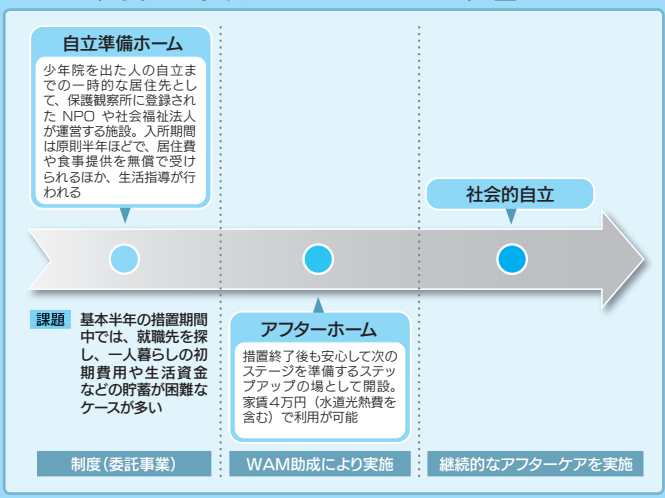 自立準備ホーム
少年院を出た人の自立ま
での一時的な居住先とし
て、保護観察所に登録され
た NPO や社会福祉法人
が運営する施設。入所期間
は原則半年ほどで、居住費
や食事提供を無償で受け
られるほか、生活指導が行
われる
社会的自立
課題
基本半年の措置期間
中では、就職先を探
し、一人暮らしの初
期費用や生活資金
などの貯蓄が困難な
ケースが多い
アフターホーム
措置終了後も安心して次の
ステージを準備するステッ
プアップの場として開設。
家賃4万円（水道光熱費を
含む）で利用が可能
制度（委託事業）
WAM助成により実施
継続的なアフターケアを実施